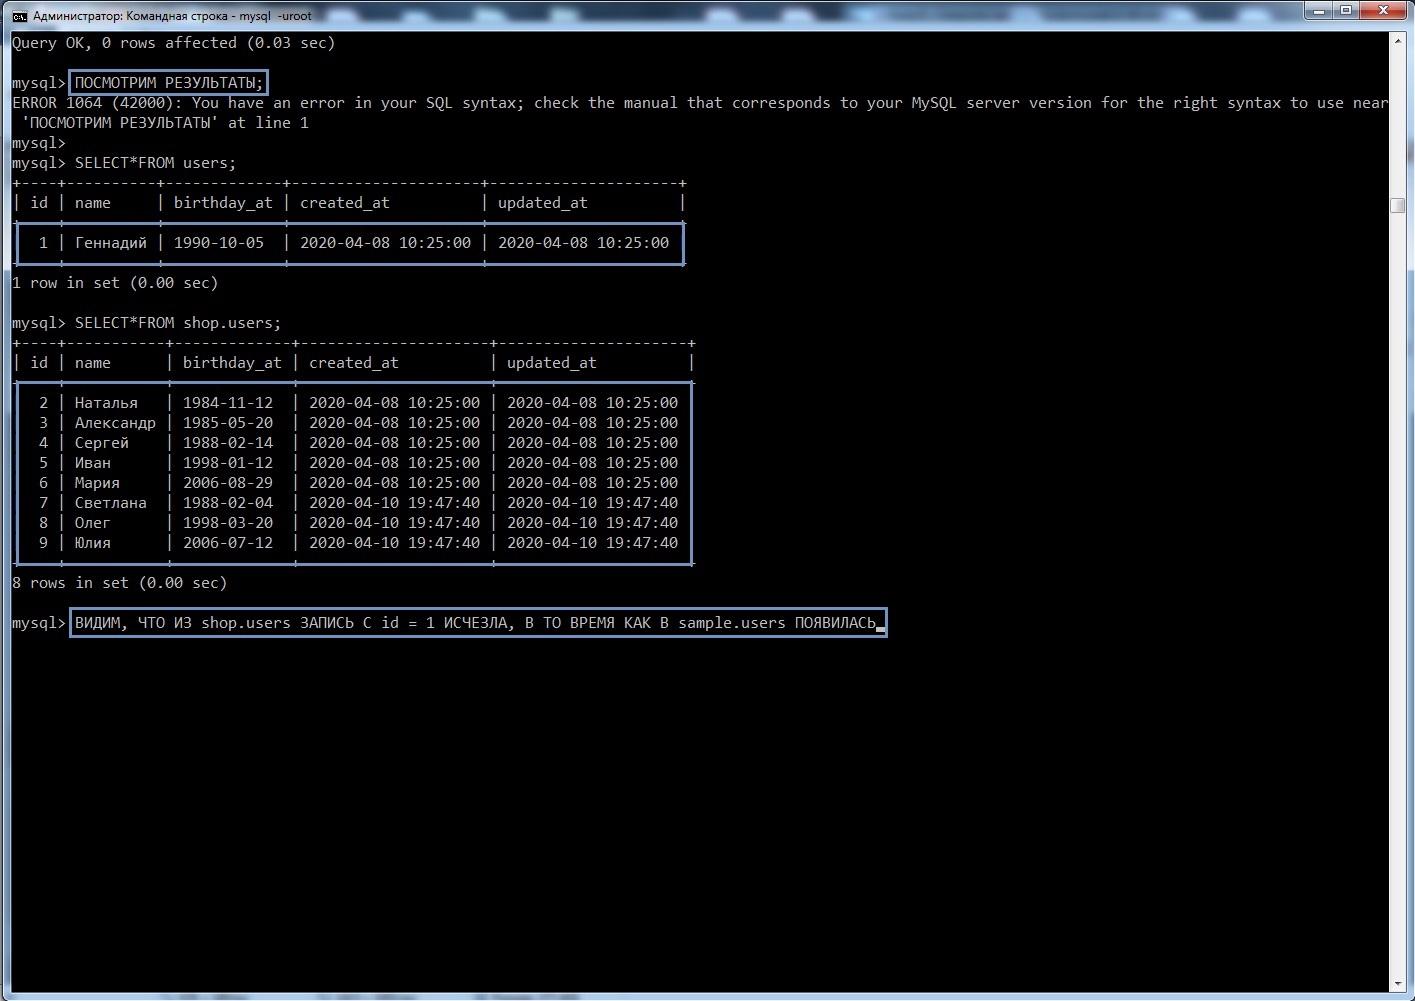 Администратор: Командная строка - mysql -uroot
Query OK, 0 rows affected (0.03 sec)
mysql> ПОСМОТРИМ РЕЗУЛЬТАТЫ;
ERROR 1064 (42000): You have an error in your SQL syntax; check the manual that corresponds to your MySQL server version for the right syntax to use near
'ПОСМОТРИМ РЕЗУЛЬТАТЫ' at line 1
mysql>
mysql> SELECT*FROM users;
+----+----------+-------------+---------------------+---------------------+
| id | name | birthday_at | created_at | updated_at |
1 | Геннадий | 1990-10-05 | 2020-04-08 10:25:00 | 2020-04-08 10:25:00
1 row in set (0.00 sec)
mysql> SELECT*FROM shop.users;
+----+-----------+-------------+---------------------+---------------------+
| id | name | birthday_at | created_at | updated_at |
2 | Наталья | 1984-11-12 | 2020-04-08 10:25:00 | 2020-04-08 10:25:00
3 | Александр | 1985-05-20 | 2020-04-08 10:25:00 | 2020-04-08 10:25:00
4 | Сергей | 1988-02-14 | 2020-04-08 10:25:00 | 2020-04-08 10:25:00
5 | Иван | 1998-01-12 | 2020-04-08 10:25:00 | 2020-04-08 10:25:00
6 | Мария | 2006-08-29 | 2020-04-08 10:25:00 | 2020-04-08 10:25:00
7 | Светлана | 1988-02-04 | 2020-04-10 19:47:40 | 2020-04-10 19:47:40
8 | Олег | 1998-03-20 | 2020-04-10 19:47:40 | 2020-04-10 19:47:40
9 | Юлия | 2006-07-12 | 2020-04-10 19:47:40 | 2020-04-10 19:47:40
8 rows in set (0.00 sec)
mysql> ВИДИМ, ЧТО ИЗ shop.users ЗАПИСЬ С id = 1 ИСЧЕЗЛА, В ТО ВРЕМЯ КАК В sample.users ПОЯВИЛАСЬ